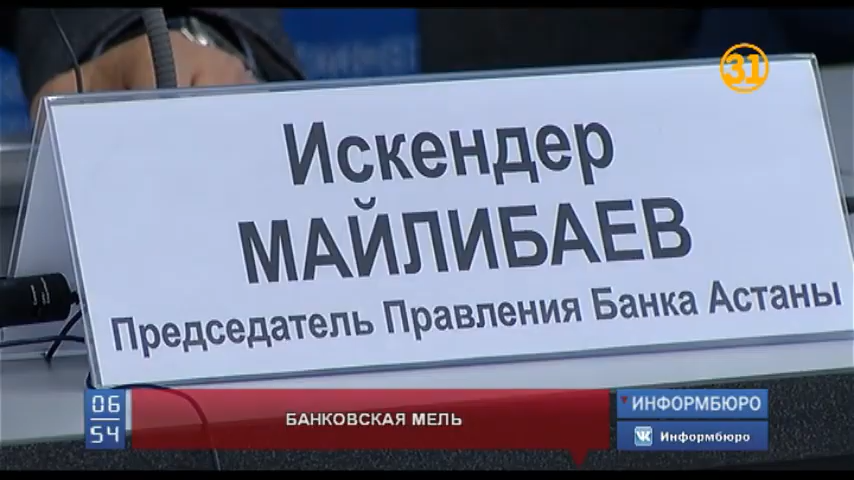 31
Искендер
МАЙЛИБАЕВ
Председатель Правления Банка Астаны
06
54
БАНКОВСКАЯ МЕЛЬ
ИНФОРМБЮРО
Информбюро